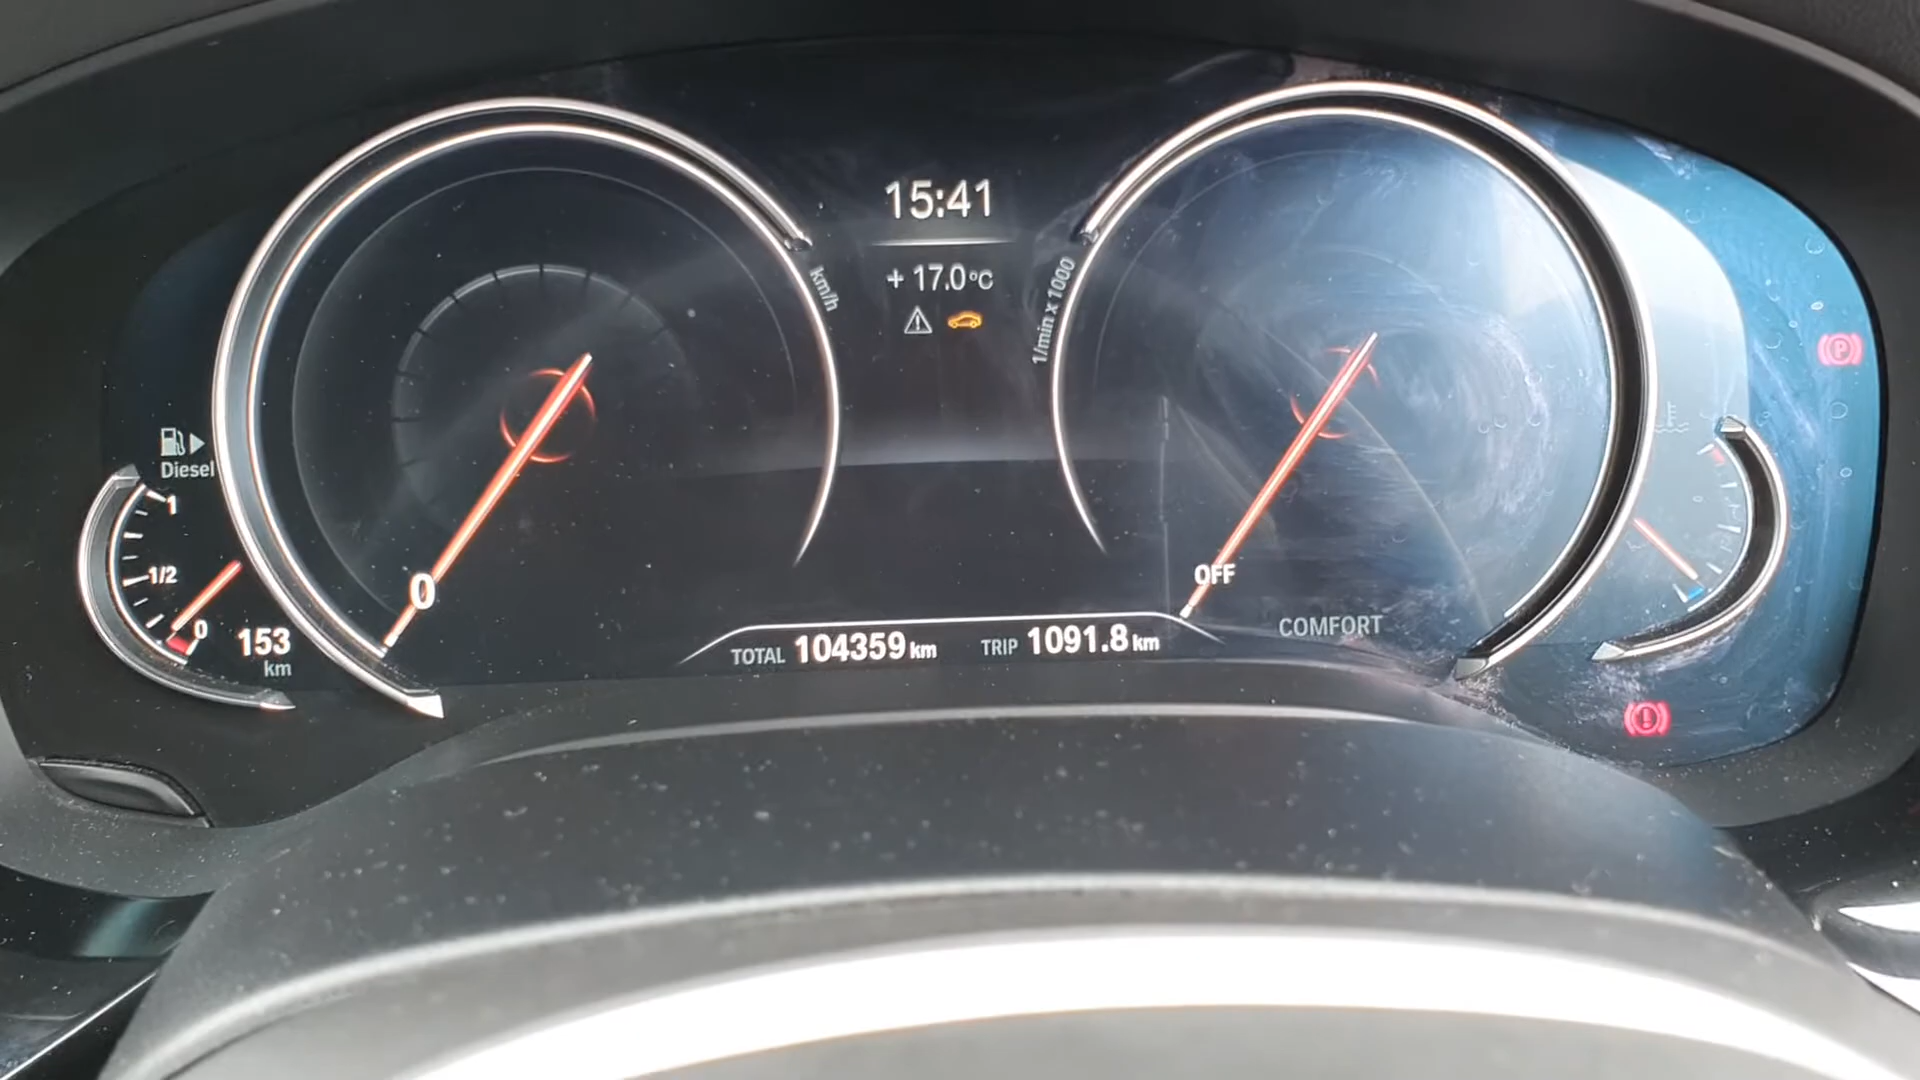 15:41
+ 17.0°C
km/h
1/min x 1000
Diesel
1
1/2
0
153
km
0
OFF
TOTAL 104359 km
TRIP 1091.8 km
COMFORT
P